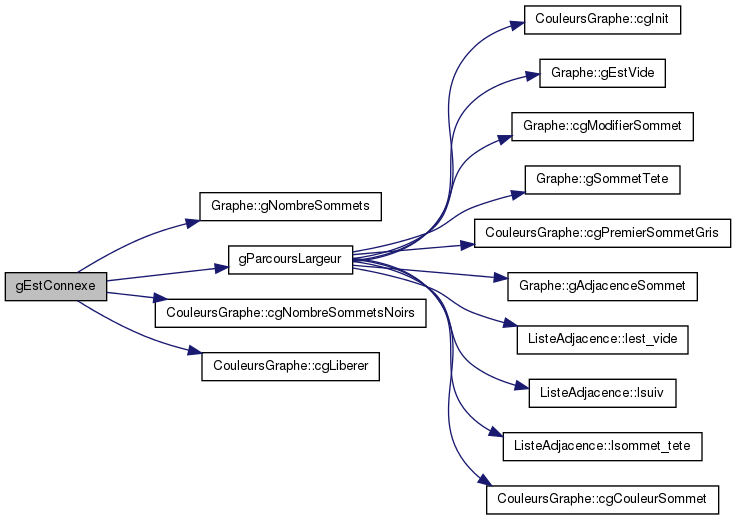 gEstConnexe
Graphe::gNombreSommets
gParcoursLargeur
CouleursGraphe::cgNombreSommetsNoirs
CouleursGraphe::cgLiberer
CouleursGraphe::cgInit
Graphe::gEstVide
Graphe::cgModifierSommet
Graphe::gSommetTete
CouleursGraphe::cgPremierSommetGris
Graphe::gAdjacenceSommet
ListeAdjacence::lest_vide
ListeAdjacence::lsuiv
ListeAdjacence::lsommet_tete
CouleursGraphe::cgCouleurSommet